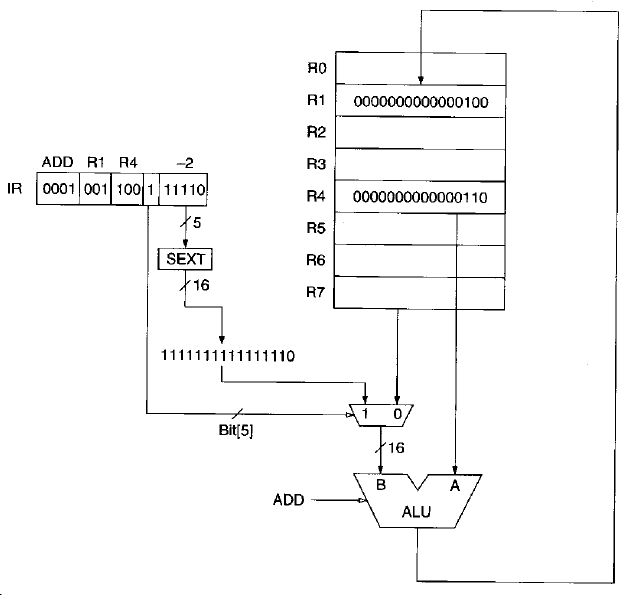 R0
R1 0000000000000100
R2
ADD R1 R4 –2
R3
IR 0001 001 100 1 11110
R4 0000000000000110
5
R5
SEXT
R6
16
R7
1111111111111110
1 0
Bit[5]
16
B A
ADD
ALU